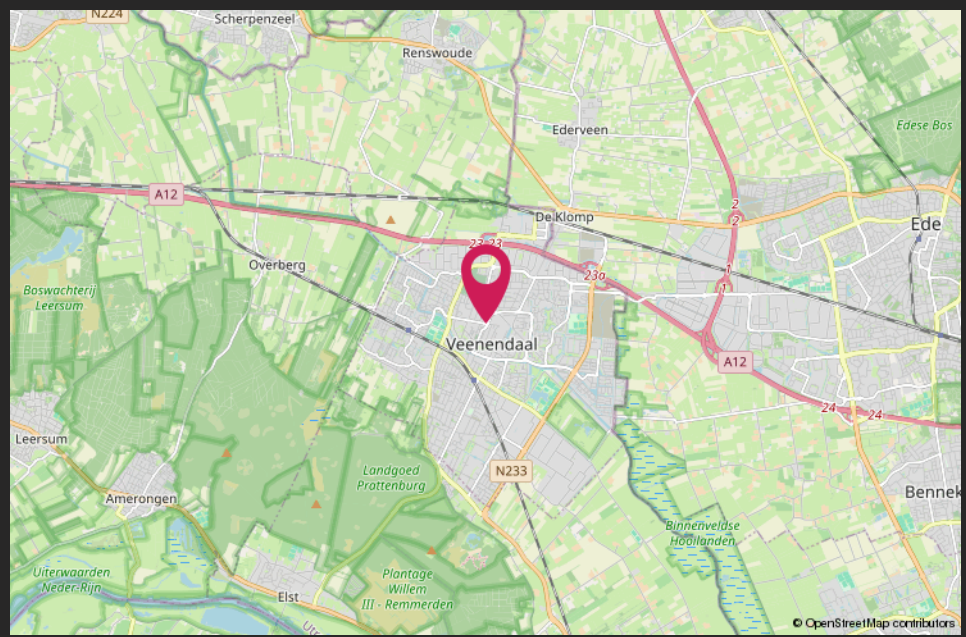 N224
Scherpenzeel
Renswoude
Ederveen
Edese Bos
A12
2
2
De Klomp
Ede
23 23
Overberg
23a
1
1
Boswachterij
Leersum
Veenendaal
A12
24
24
Leersum
Landgoed
Prattenburg
N233
Amerongen
Bennek
Binnenveldse
Hooilanden
Uiterwaarden
Neder-Rijn
Plantage
Willem
III - Remmerden
Elst
Utr
© OpenStreetMap contributors